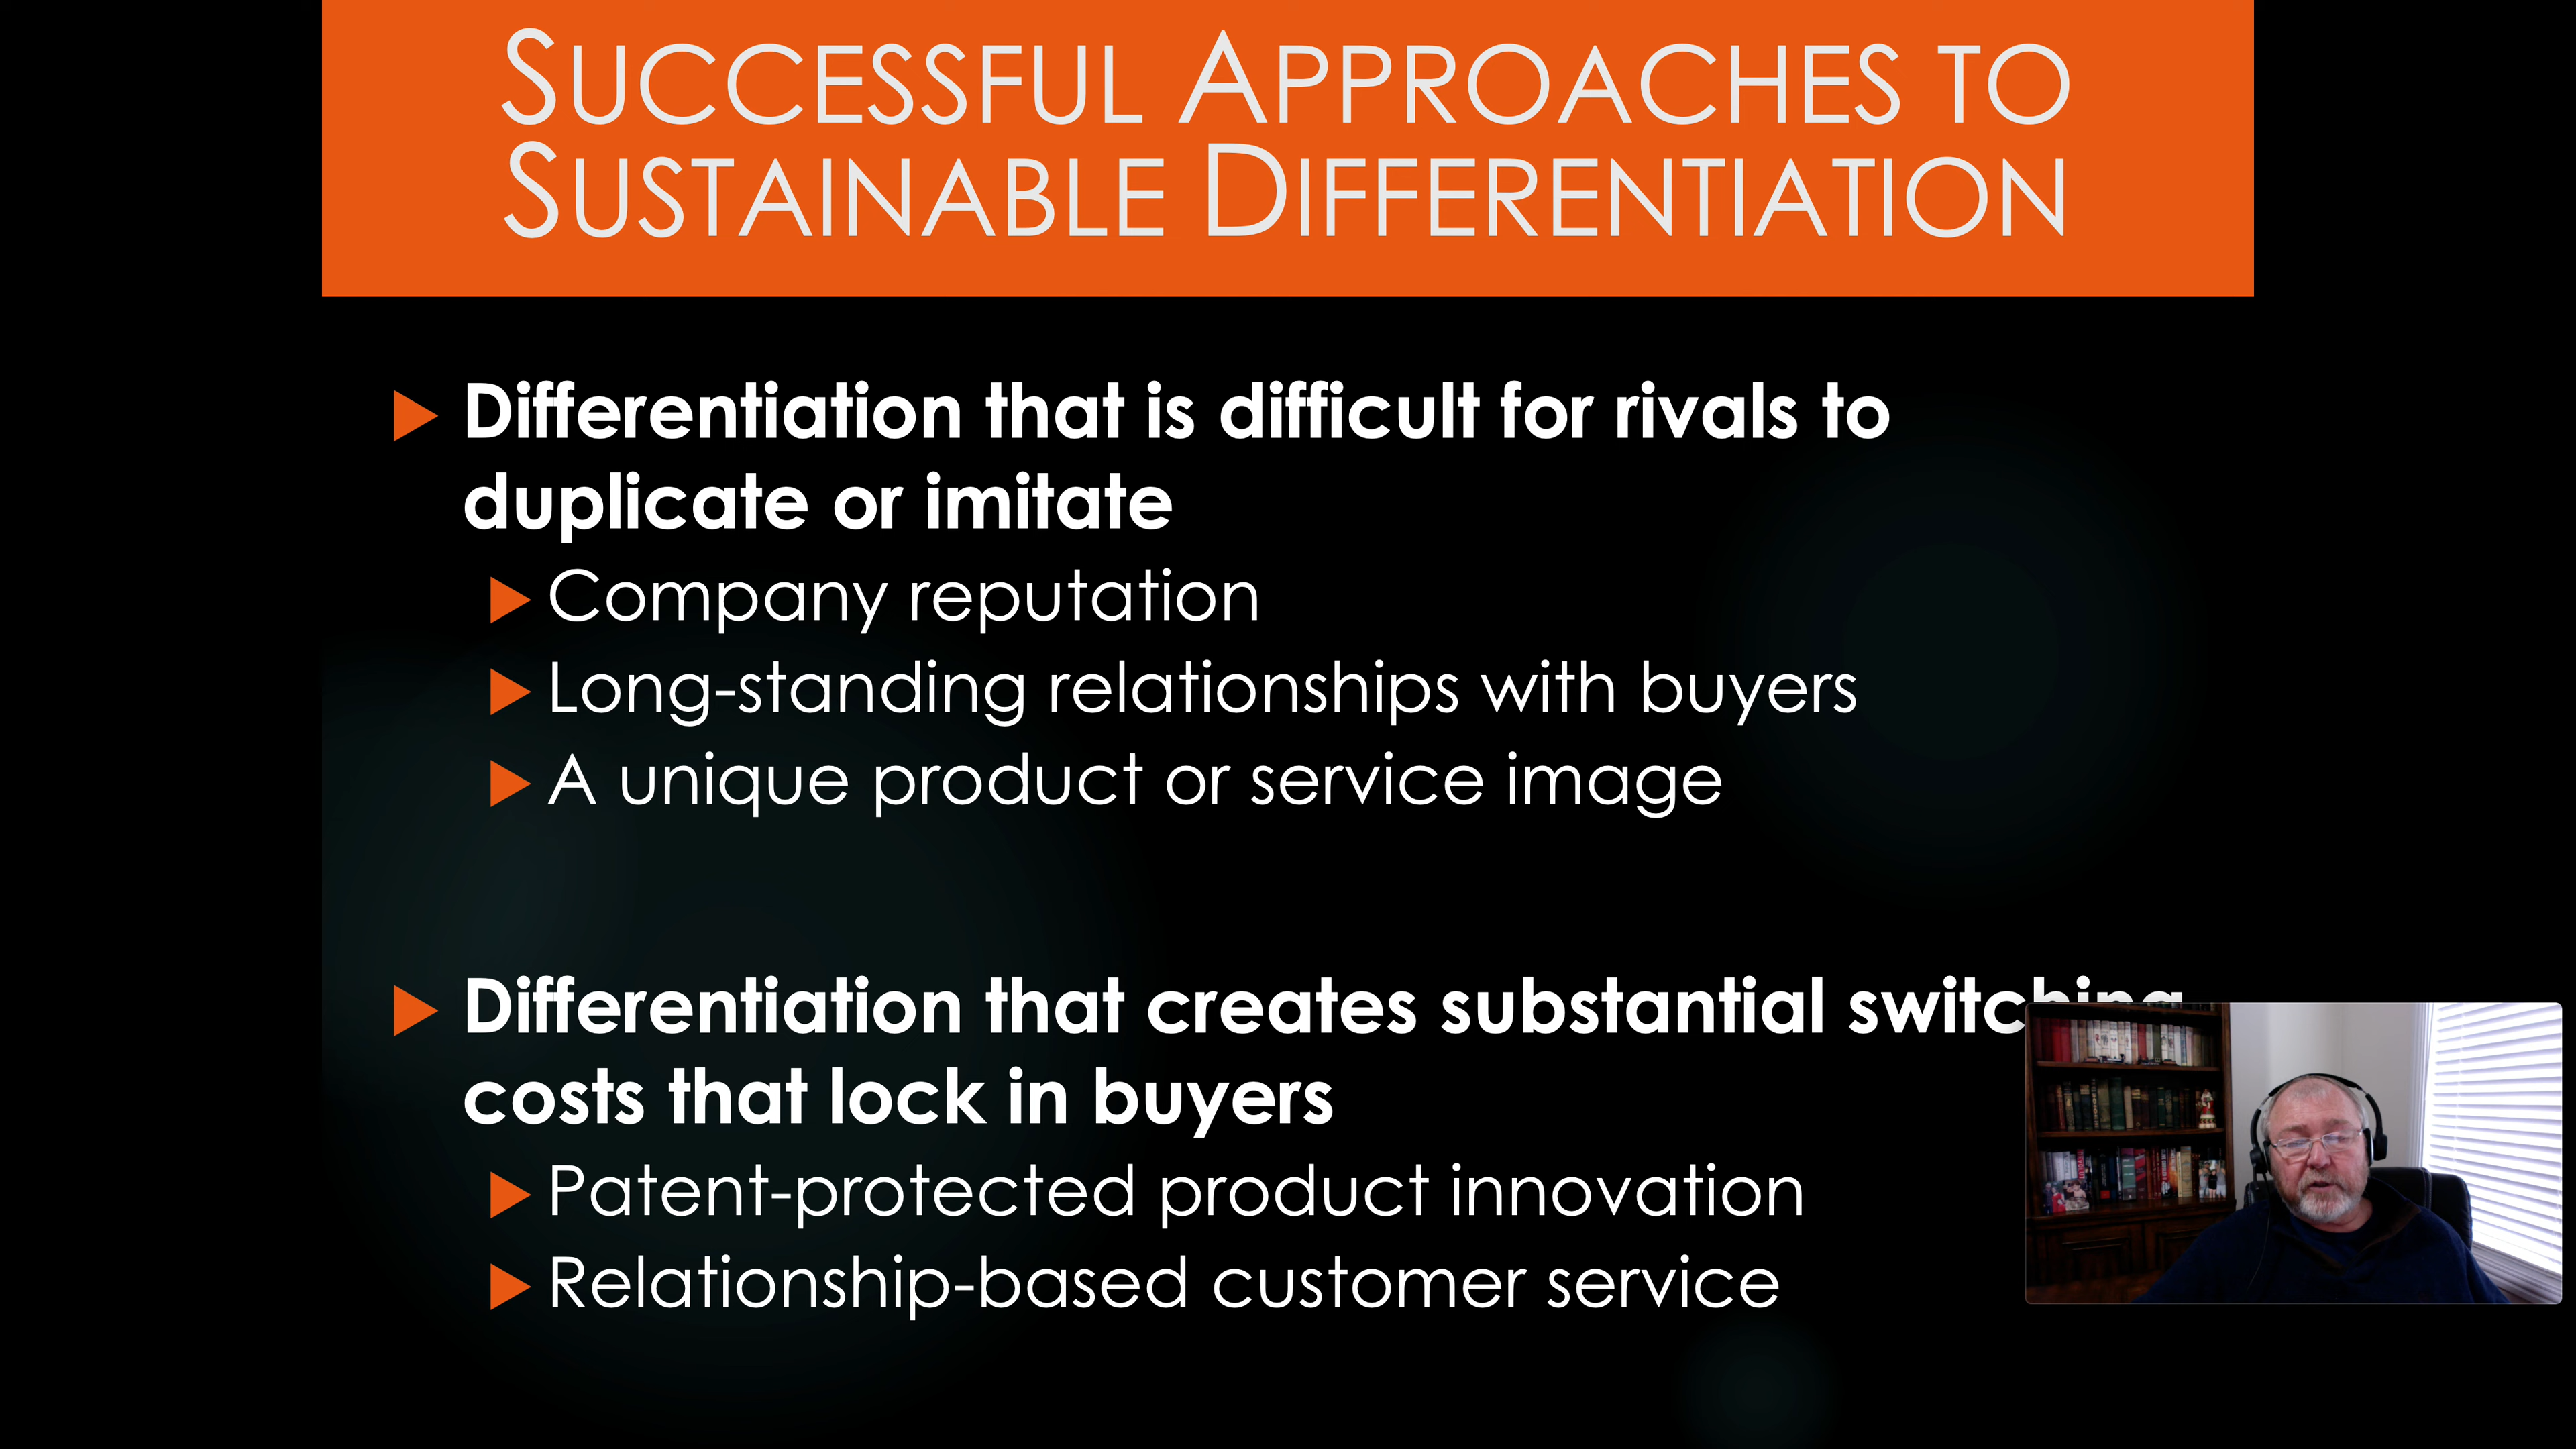 SUCCESSFUL APPROACHES TO
SUSTAINABLE DIFFERENTIATION
Differentiation that is difficult for rivals to
duplicate or imitate
Company reputation
Long-standing relationships with buyers
A unique product or service image
Differentiation that creates substantial switching
costs that lock in buyers
Patent-protected product innovation
Relationship-based customer service